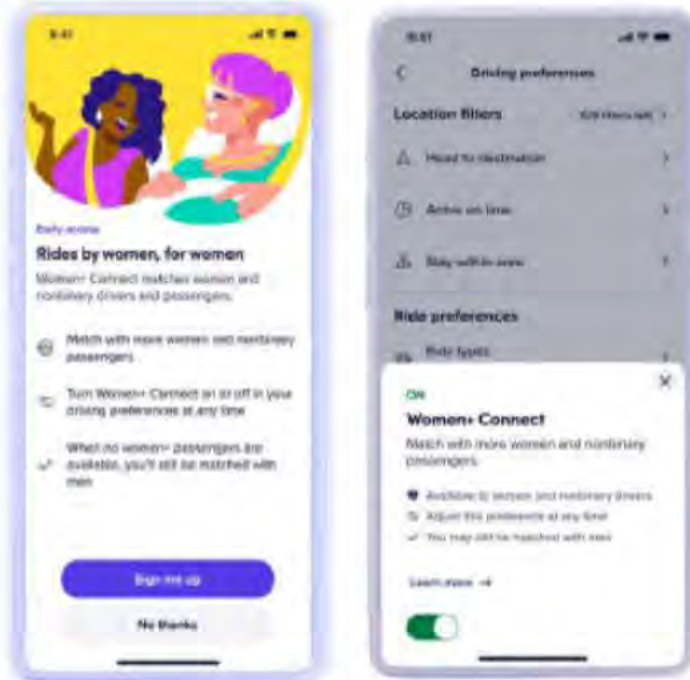 9:41
Early access
Rides by women, for women
Women+ Connect matches women and
nonbinary drivers and passengers.
Match with more women and nonbinary
passengers
Turn Women+ Connect on or off in your
driving preferences at any time
When no women+ passengers are
available, you'll still be matched with
men
Sign me up
No thanks
9:41
Driving preferences
Location filters
filters left
Head to destination
Arrive on time
Stay within area
Ride preferences
Ride types
ON
Women+ Connect
Match with more women and nonbinary
passengers.
Available to women and nonbinary drivers
Adjust this preference at any time
You may still be matched with men
Learn more →